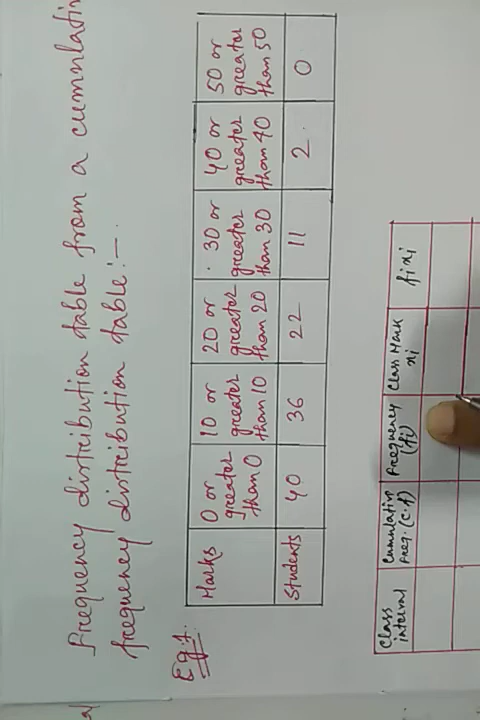 Frequency distribution table from a cumulativ
frequency distribution table :-
Eg 1.
Marks
0 or
greater
than 0
10 or
greater
than 10
20 or
greater
than 20
30 or
greater
than 30
40 or
greater
than 40
50 or
greater
than 50
Students 40 36 22 11 2 0
Class
interval
Cumulative
freq. (c.f)
Frequency
(fi)
Class Mark
xi
fixi